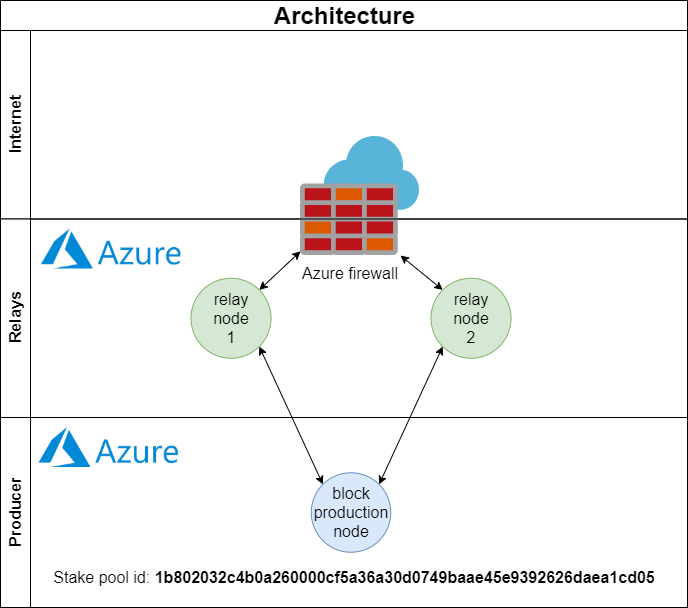 Architecture
Internet
Azure
Azure firewall
Relays
relay
node
1
relay
node
2
Azure
Producer
block
production
node
Stake pool id: 1b802032c4b0a260000cf5a36a30d0749baae45e9392626daea1cd05